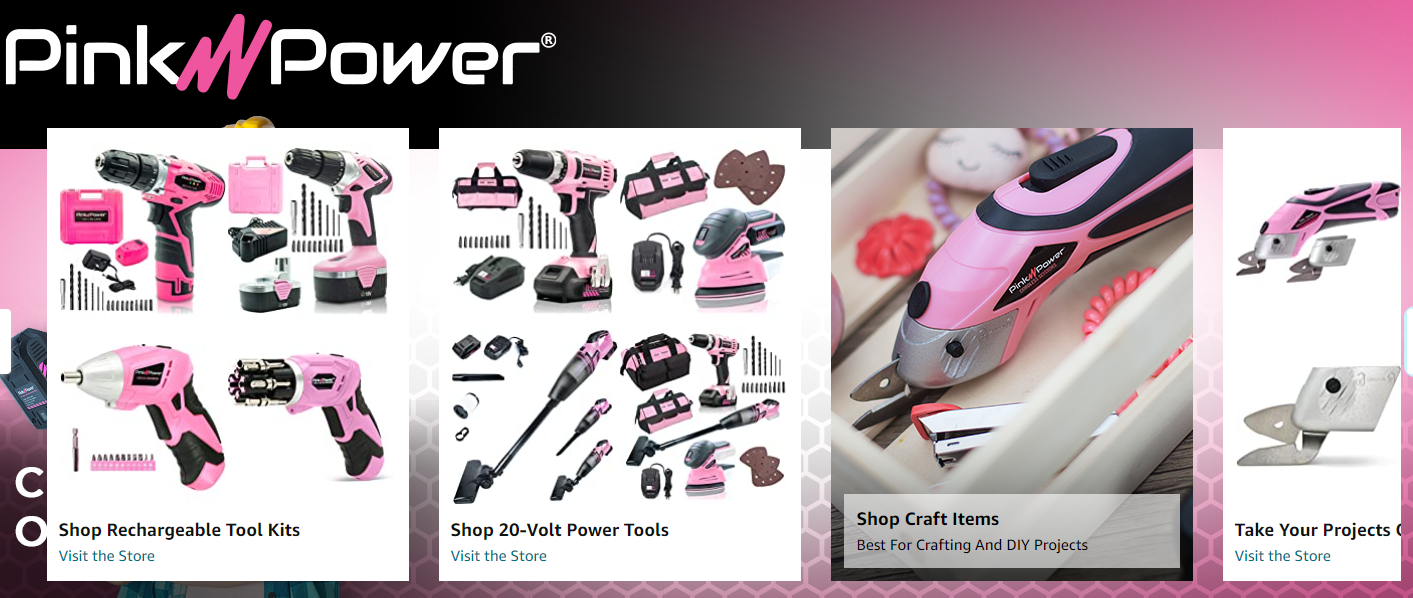 PinkPower®
Shop Rechargeable Tool Kits
Visit the Store
Shop 20-Volt Power Tools
Visit the Store
PinkPower
Shop Craft Items
Best For Crafting And DIY Projects
Take Your Projects
Visit the Store
C
O